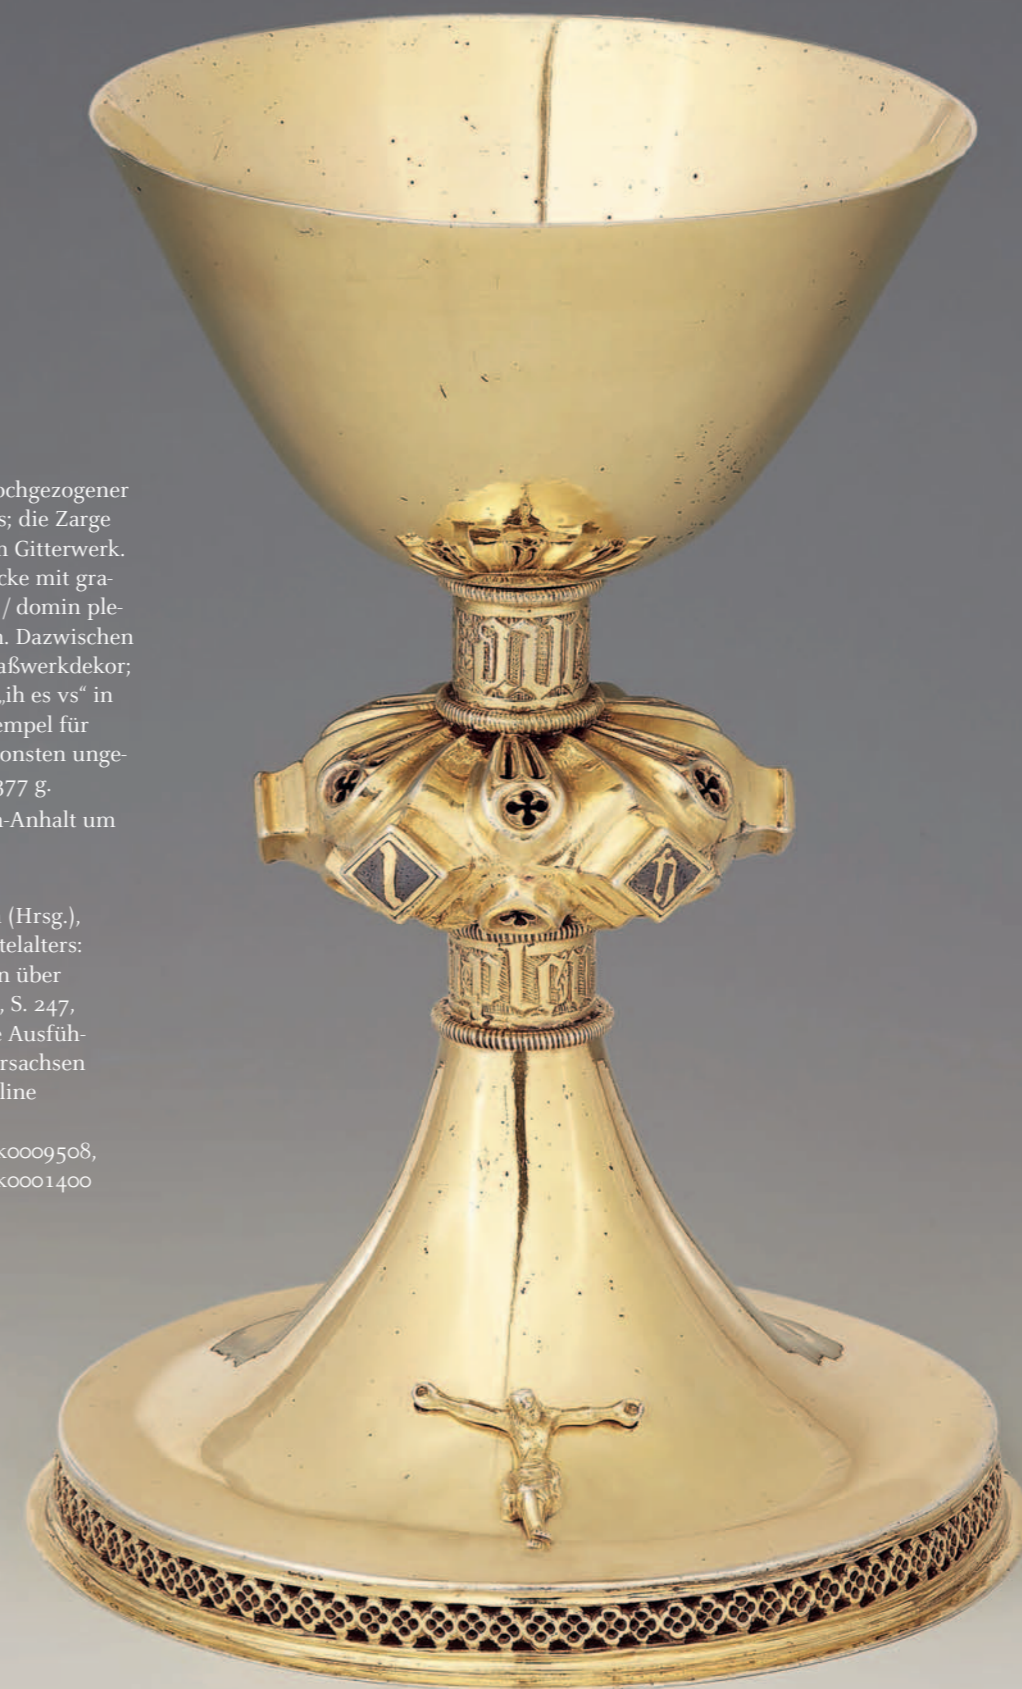 ochgezogener
s; die Zarge
n Gitterwerk.
cke mit gra-
/ domin ple-
n. Dazwischen
aßwerkdekor;
„ih es vs“ in
empel für
onsten unge-
377 g.
n-Anhalt um
(Hrsg.),
telalters:
n über
, S. 247,
e Ausfüh-
rsachsen
line
k0009508,
k0001400
plen